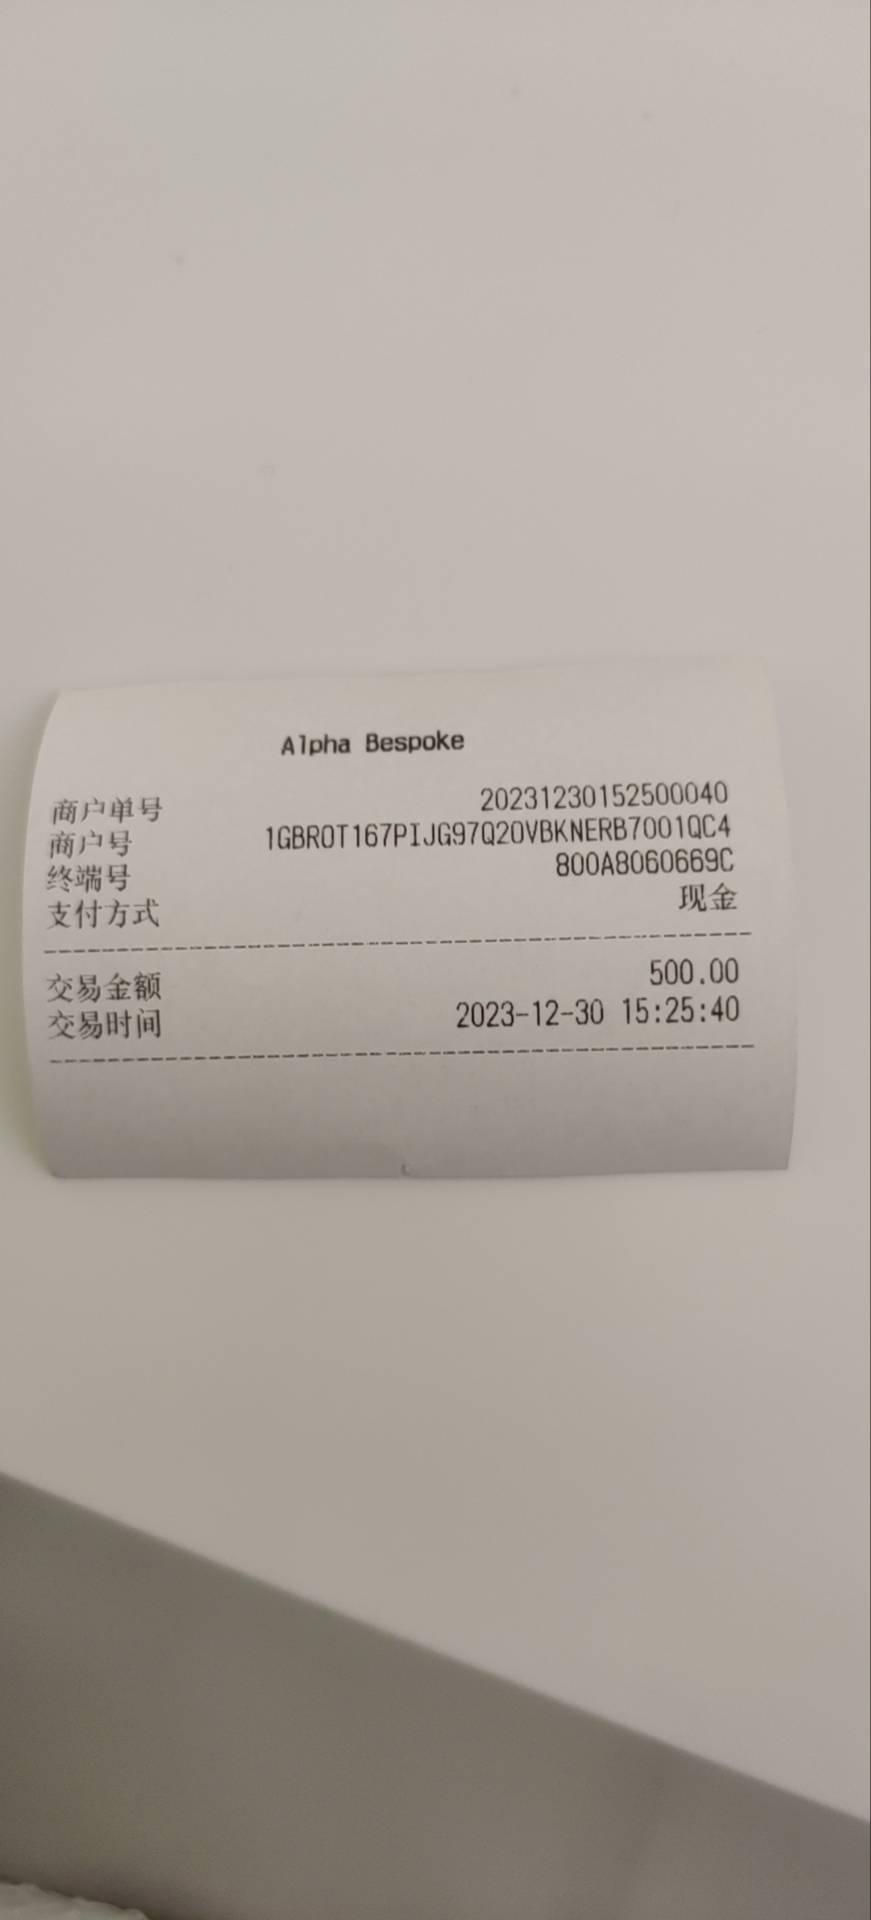 Alpha Bespoke
商户单号 20231230152500040
商户号 1GBROT167PIJG97Q20VBKNERB7001QC4
终端号 800A8060669C
支付方式 现金
交易金额 500.00
交易时间 2023-12-30 15:25:40